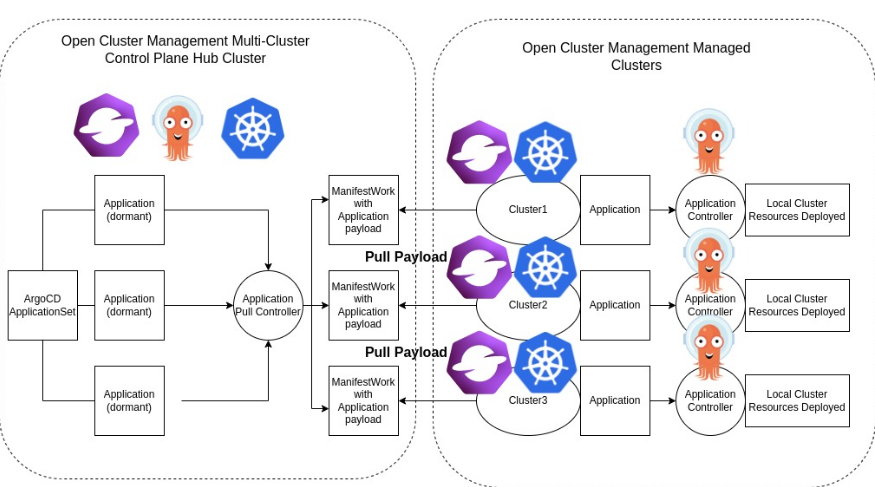 Open Cluster Management Multi-Cluster
Control Plane Hub Cluster
Open Cluster Management Managed
Clusters
Application
(dormant)
ManifestWork
with
Application
payload
Cluster1
Application
Application
Controller
Local Cluster
Resources Deployed
Pull Payload
ArgoCD
ApplicationSet
Application
(dormant)
Application
Pull Controller
ManifestWork
with
Application
payload
Cluster2
Application
Application
Controller
Local Cluster
Resources Deployed
Pull Payload
Application
(dormant)
ManifestWork
with
Application
payload
Cluster3
Application
Application
Controller
Local Cluster
Resources Deployed